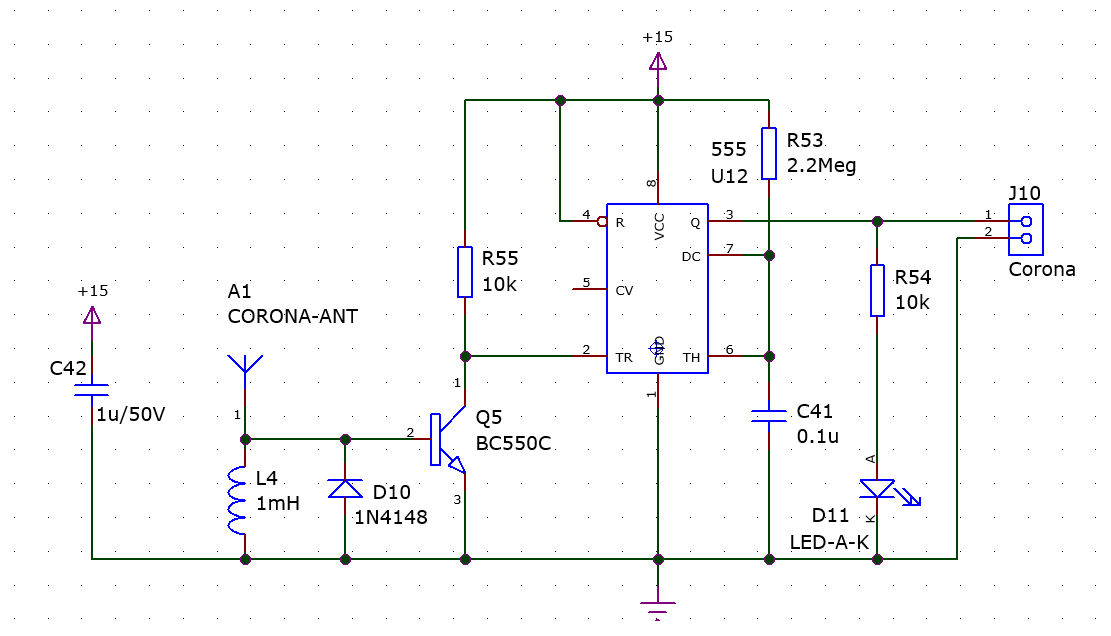 +15
555
U12
R53
2.2Meg
8
VCC
4
R
Q
3
J10
1
2
Corona
DC
7
R55
10k
5
CV
R54
10k
+15
A1
CORONA-ANT
2
TR
GND
TH
6
C42
1u/50V
1
1
1
Q5
BC550C
2
3
C41
0.1u
L4
1mH
D10
1N4148
A
K
D11
LED-A-K